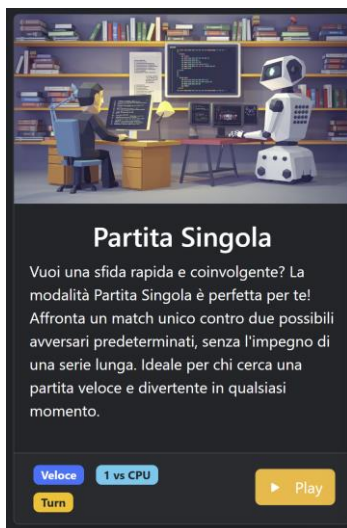 Partita Singola
Vuoi una sfida rapida e coinvolgente? La
modalità Partita Singola è perfetta per te!
Affronta un match unico contro due possibili
avversari predeterminati, senza l'impegno di
una serie lunga. Ideale per chi cerca una
partita veloce e divertente in qualsiasi
momento.
Veloce 1 vs CPU
Turn
Play